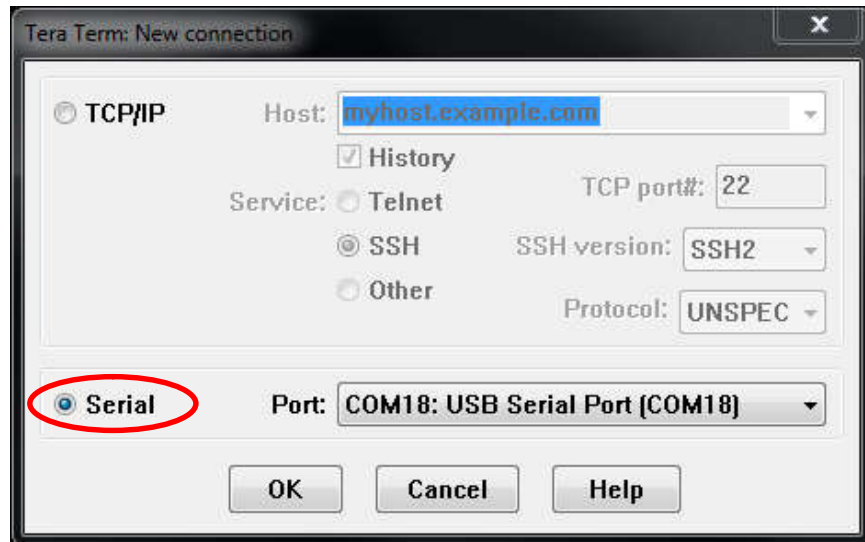 Tera Term: New connection
TCP/IP
Host: myhost.example.com
History
Service: Telnet
TCP port#: 22
SSH
SSH version: SSH2
Other
Protocol: UNSPEC
Serial
Port: COM18: USB Serial Port (COM18)
OK
Cancel
Help